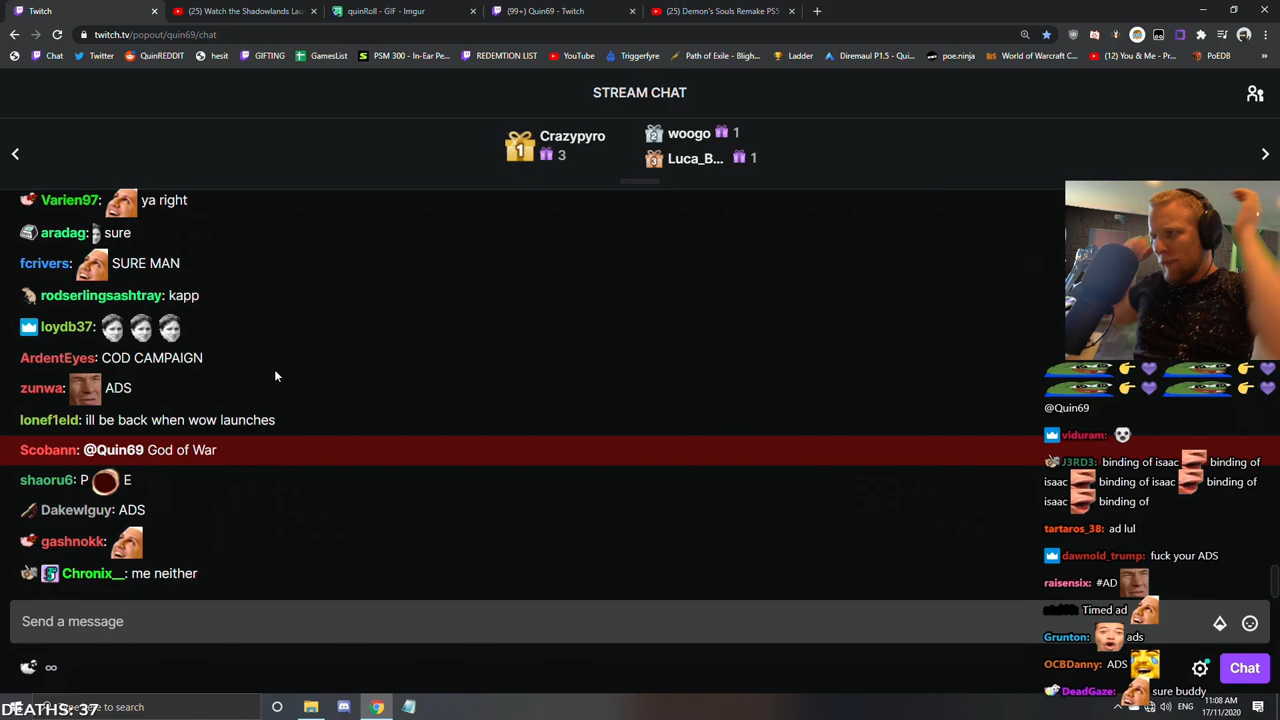 Twitch
(25) Watch the Shadowlands Lau
quinRoll - GIF - Imgur
(99+) Quin69 - Twitch
(25) Demon's Souls Remake PS5
twitch.tv/popout/quin69/chat
Chat
Twitter
QuinREDDIT
hesit
GIFTING
GamesList
PSM 300 - In-Ear Pe...
REDEMTION LIST
YouTube
Triggerfyre
Path of Exile - Bligh...
Ladder
Diremaul P1.5 - Qui...
poe.ninja
World of Warcraft C...
(12) You & Me - Pr...
PoEDB
STREAM CHAT
Crazypyro
3
woogo 1
Luca_B... 1
Varien97: ya right
aradag: sure
fcrivers: SURE MAN
rodserlingsashtray: kapp
loydb37:
ArdentEyes: COD CAMPAIGN
zunwa: ADS
lonef1eld: ill be back when wow launches
Scobann: @Quin69 God of War
shaoru6: P E
Dakewlguy: ADS
gashnokk:
Chronix__: me neither
Send a message
Chat
@Quin69
viduram:
J3RD3: binding of isaac binding of
isaac binding of isaac binding of
isaac binding of
tartaros_38: ad lul
dawnold_trump: fuck your ADS
raisensix: #AD
Timed ad
Grunton: ads
OCBDanny: ADS
DeadGaze: sure buddy
DEATHS: 37
pe to search
ENG
11:08 AM
17/11/2020